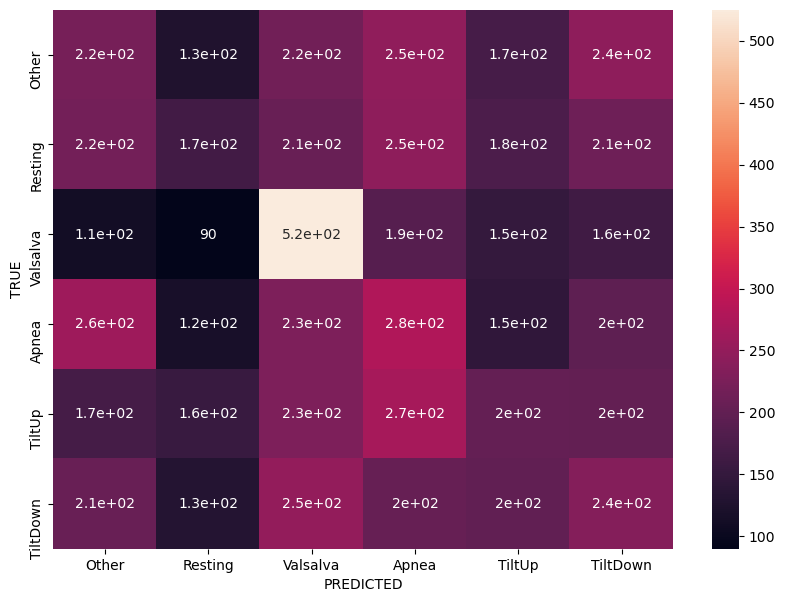 Other 2.2e+02 1.3e+02 2.2e+02 2.5e+02 1.7e+02 2.4e+02
Resting 2.2e+02 1.7e+02 2.1e+02 2.5e+02 1.8e+02 2.1e+02
Valsalva 1.1e+02 90 5.2e+02 1.9e+02 1.5e+02 1.6e+02
TRUE
Apnea 2.6e+02 1.2e+02 2.3e+02 2.8e+02 1.5e+02 2e+02
TiltUp 1.7e+02 1.6e+02 2.3e+02 2.7e+02 2e+02 2e+02
TiltDown 2.1e+02 1.3e+02 2.5e+02 2e+02 2e+02 2.4e+02
Other Resting Valsalva Apnea TiltUp TiltDown
PREDICTED
500
450
400
350
300
250
200
150
100